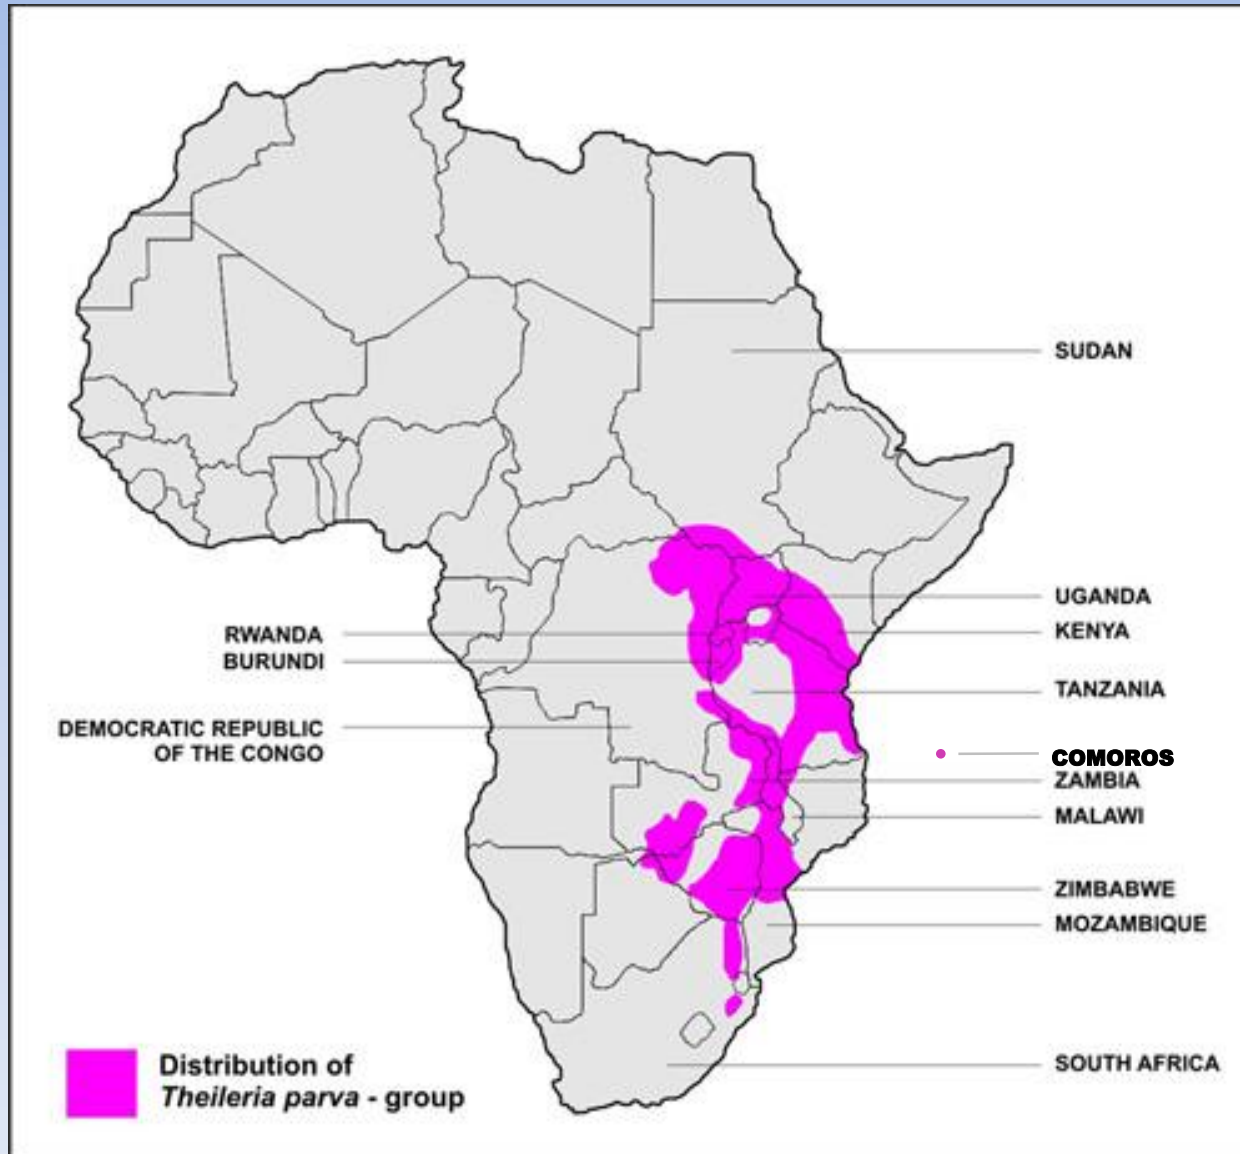 SUDAN
UGANDA
RWANDA
KENYA
BURUNDI
TANZANIA
DEMOCRATIC REPUBLIC
OF THE CONGO
COMOROS
ZAMBIA
MALAWI
ZIMBABWE
MOZAMBIQUE
SOUTH AFRICA
Distribution of
Theileria parva - group